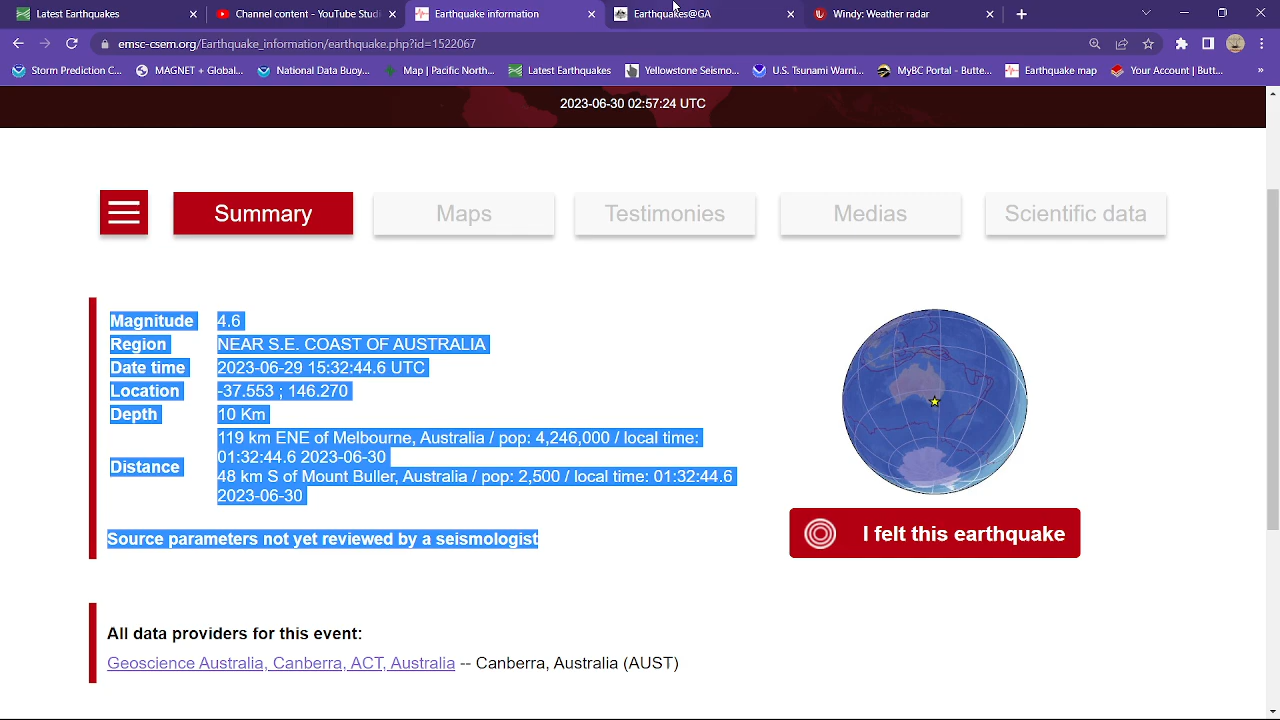 Latest Earthquakes
Channel content - YouTube Studi
Earthquake information
Earthquakes@GA
Windy: Weather radar
emsc-csem.org/Earthquake_information/earthquake.php?id=1522067
Storm Prediction C...
MAGNET + Global...
National Data Buoy...
Map | Pacific North...
Latest Earthquakes
Yellowstone Seismo...
U.S. Tsunami Warni...
MyBC Portal - Butte...
Earthquake map
Your Account | Butt...
»
2023-06-30 02:57:24 UTC
Summary
Maps
Testimonies
Medias
Scientific data
Magnitude 4.6
Region NEAR S.E. COAST OF AUSTRALIA
Date time 2023-06-29 15:32:44.6 UTC
Location -37.553 ; 146.270
Depth 10 Km
Distance 119 km ENE of Melbourne, Australia / pop: 4,246,000 / local time:
01:32:44.6 2023-06-30
48 km S of Mount Buller, Australia / pop: 2,500 / local time: 01:32:44.6
2023-06-30
Source parameters not yet reviewed by a seismologist
I felt this earthquake
All data providers for this event:
Geoscience Australia, Canberra, ACT, Australia -- Canberra, Australia (AUST)